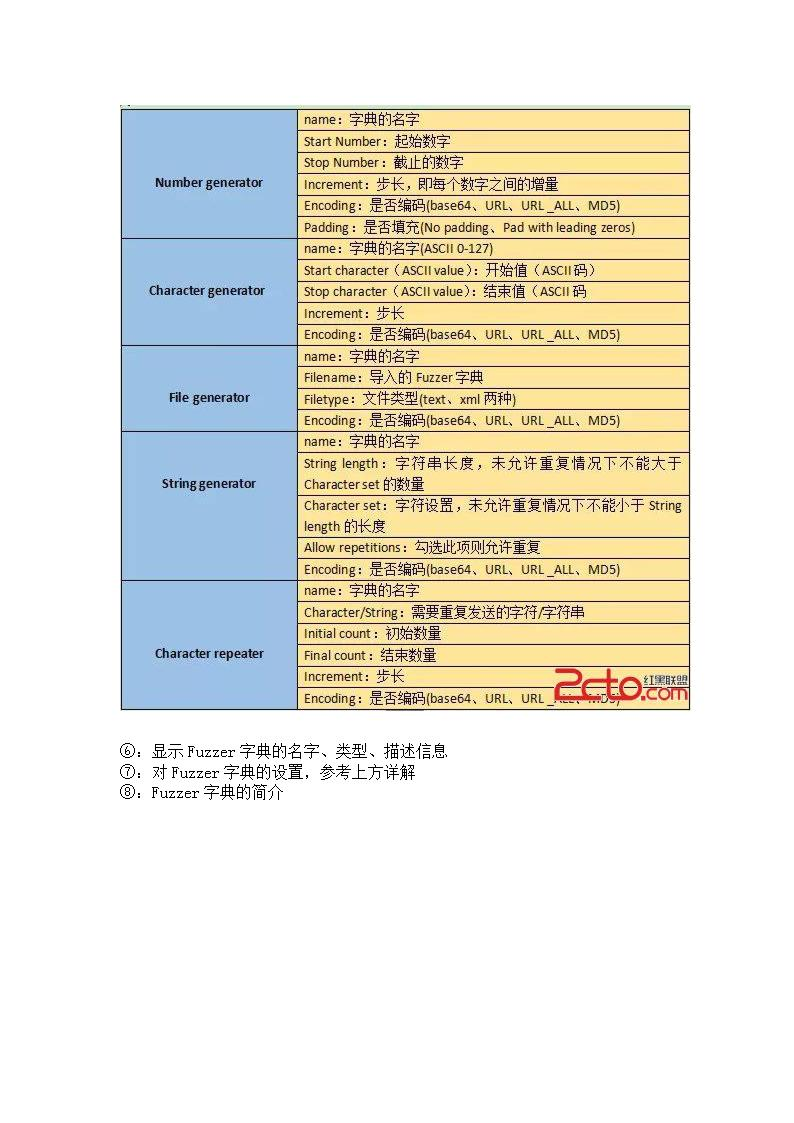 Number generator
name：字典的名字
Start Number：起始数字
Stop Number：截止的数字
Increment：步长，即每个数字之间的增量
Encoding：是否编码(base64、URL、URL _ALL、MD5)
Padding：是否填充(No padding、Pad with leading zeros)
Character generator
name：字典的名字(ASCII 0-127)
Start character（ASCII value）：开始值（ASCII码）
Stop character（ASCII value）：结束值（ASCII码
Increment：步长
Encoding：是否编码(base64、URL、URL _ALL、MD5)
File generator
name：字典的名字
Filename：导入的 Fuzzer 字典
Filetype：文件类型(text、xml 两种)
Encoding：是否编码(base64、URL、URL _ALL、MD5)
String generator
name：字典的名字
String length：字符串长度，未允许重复情况下不能大于
Character set 的数量
Character set：字符设置，未允许重复情况下不能小于 String
length 的长度
Allow repetitions：勾选此项则允许重复
Encoding：是否编码(base64、URL、URL _ALL、MD5)
Character repeater
name：字典的名字
Character/String：需要重复发送的字符/字符串
Initial count：初始数量
Final count：结束数量
Increment：步长
Encoding：是否编码(base64、URL、URL _ALL、MD5)
2cto.com
红黑联盟
⑥：显示 Fuzzer 字典的名字、类型、描述信息
⑦：对 Fuzzer 字典的设置，参考上方详解
⑧：Fuzzer 字典的简介